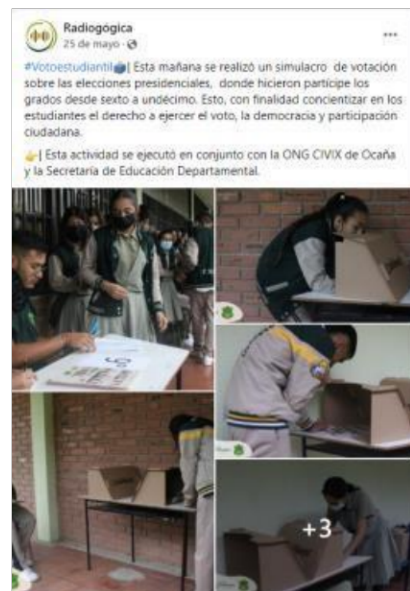 Radiogógica
25 de mayo
#Votoestudiantil🗳️| Esta mañana se realizó un simulacro de votación
sobre las elecciones presidenciales, donde hicieron partícipe los
grados desde sexto a undécimo. Esto, con finalidad concientizar en los
estudiantes el derecho a ejercer el voto, la democracia y participación
ciudadana.
👉| Esta actividad se ejecutó en conjunto con la ONG CIVIX de Ocaña
y la Secretaría de Educación Departamental.
+3